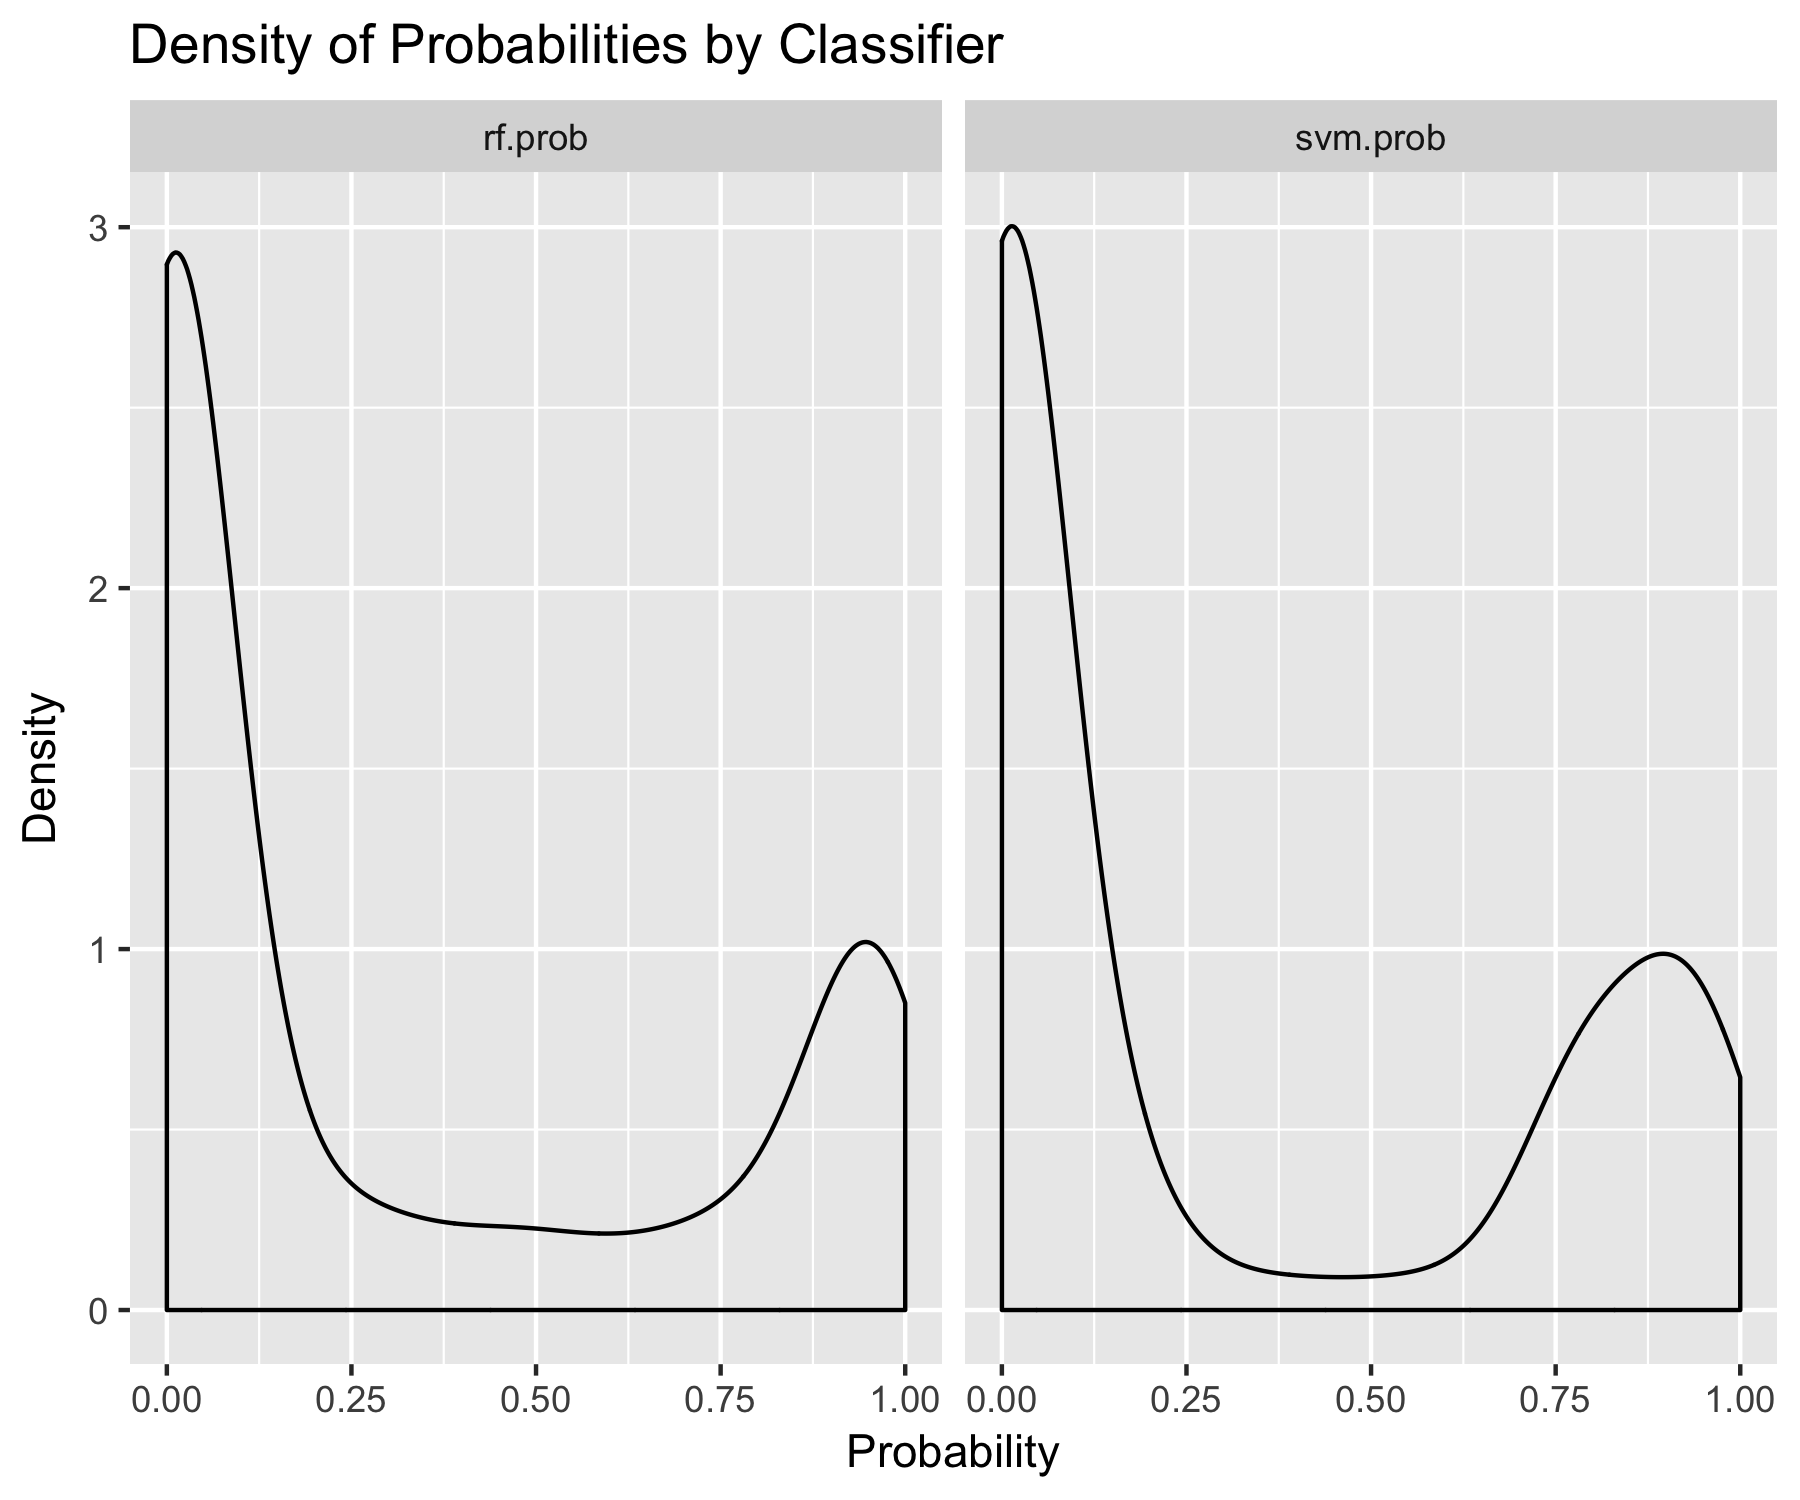 Density of Probabilities by Classifier
rf.prob
svm.prob
3
2
1
0
Density
0.00 0.25 0.50 0.75 1.00
0.00 0.25 0.50 0.75 1.00
Probability